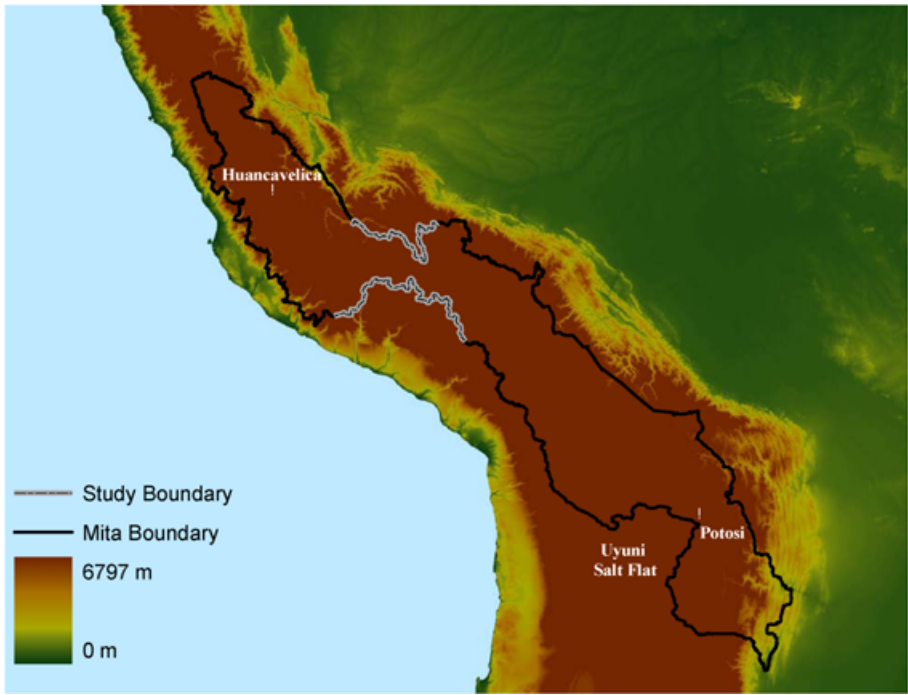 Huancavelica
Study Boundary
Mita Boundary
6797 m
0 m
Potosi
Uyuni
Salt Flat